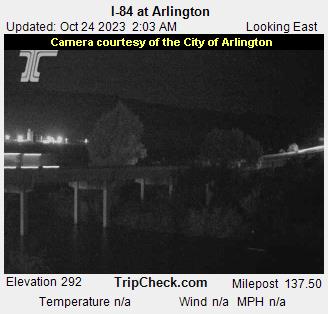 I-84 at Arlington
Updated: Oct 24 2023 2:03 AM Looking East
Camera courtesy of the City of Arlington
Elevation 292 TripCheck.com Milepost 137.50
Temperature n/a Wind n/a MPH n/a